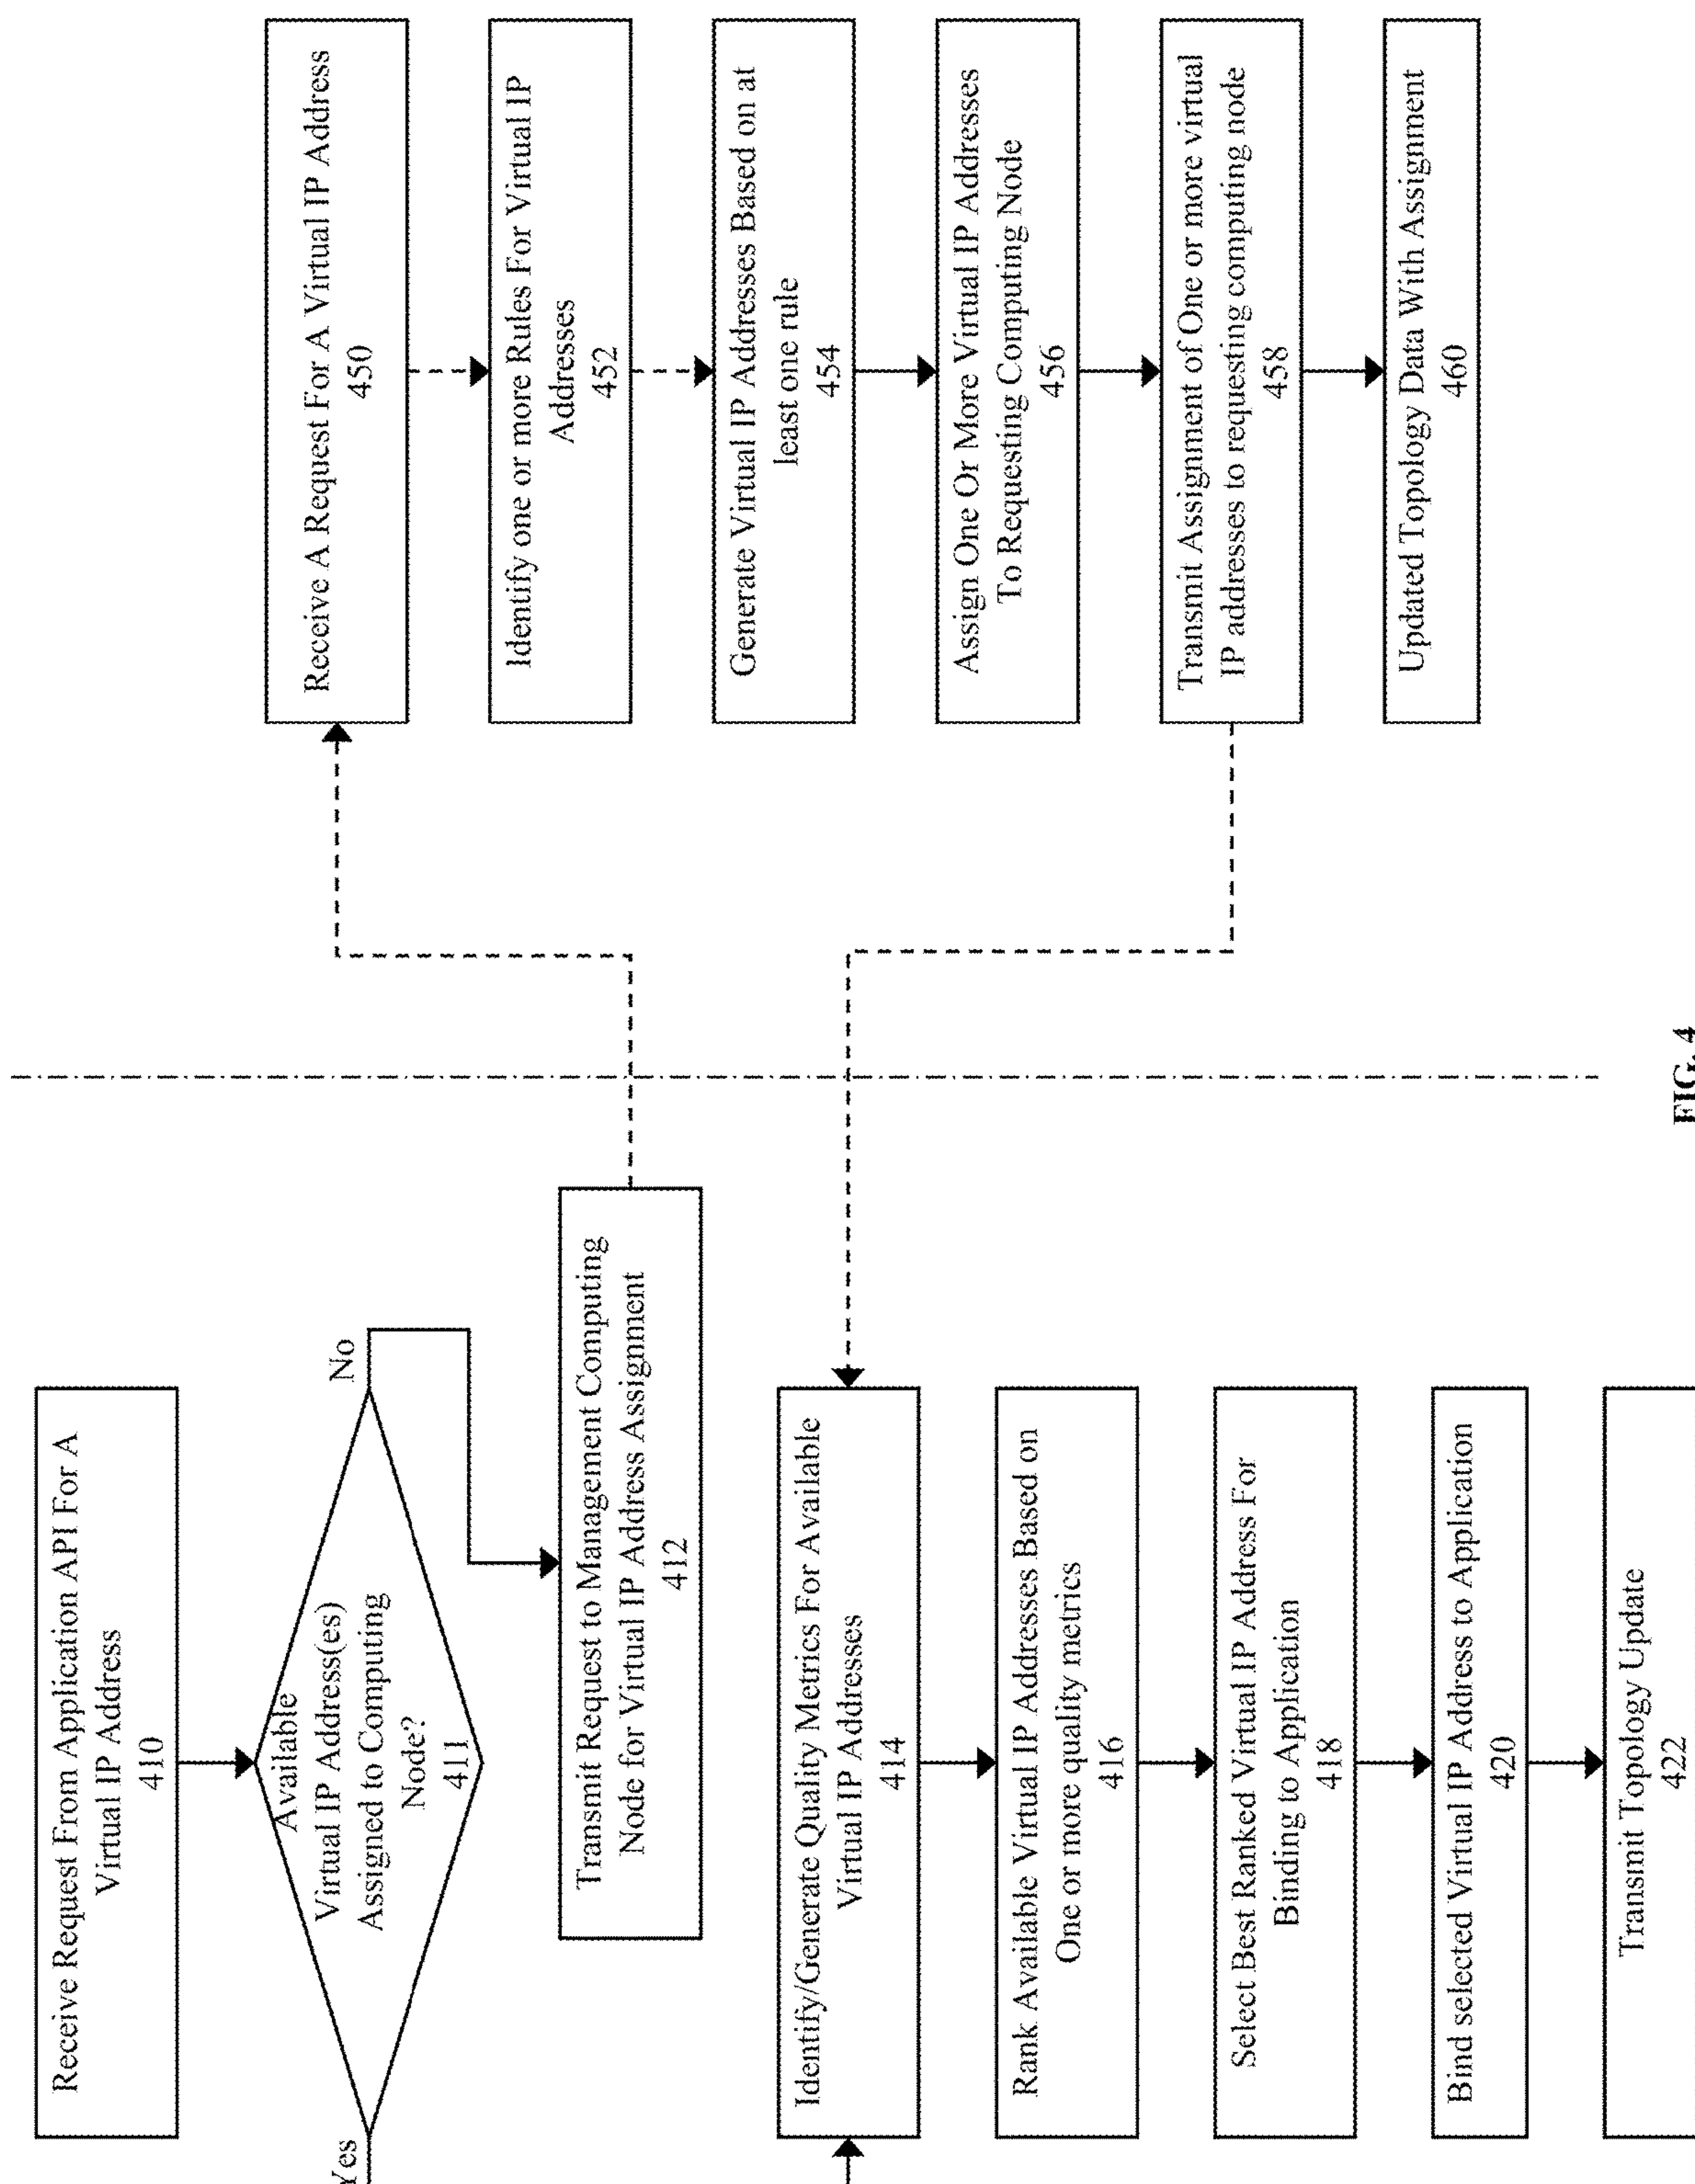 Receive Request From Application API For A
Virtual IP Address
410
Available
Virtual IP Address(es)
Assigned to Computing
Node?
411
Yes
No
Transmit Request to Management Computing
Node for Virtual IP Address Assignment
412
Identify/Generate Quality Metrics For Available
Virtual IP Addresses
414
Rank Available Virtual IP Addresses Based on
One or more quality metrics
416
Select Best Ranked Virtual IP Address For
Binding to Application
418
Bind selected Virtual IP Address to Application
420
Transmit Topology Update
422
Receive A Request For A Virtual IP Address
450
Identify one or more Rules For Virtual IP
Addresses
452
Generate Virtual IP Addresses Based on at
least one rule
454
Assign One Or More Virtual IP Addresses
To Requesting Computing Node
456
Transmit Assignment of One or more virtual
IP addresses to requesting computing node
458
Updated Topology Data With Assignment
460
FIG. 4